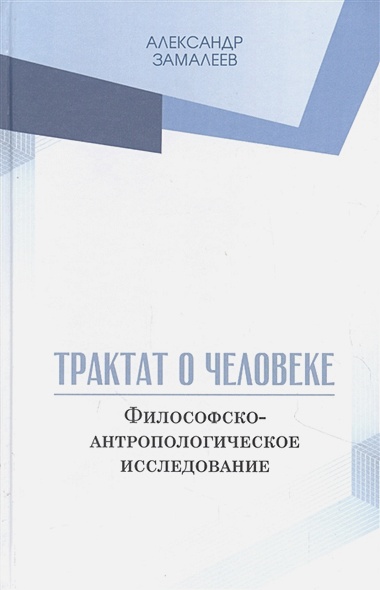 АЛЕКСАНДР
ЗАМАЛЕЕВ
ТРАКТАТ О ЧЕЛОВЕКЕ
Философско-
антропологическое
исследование